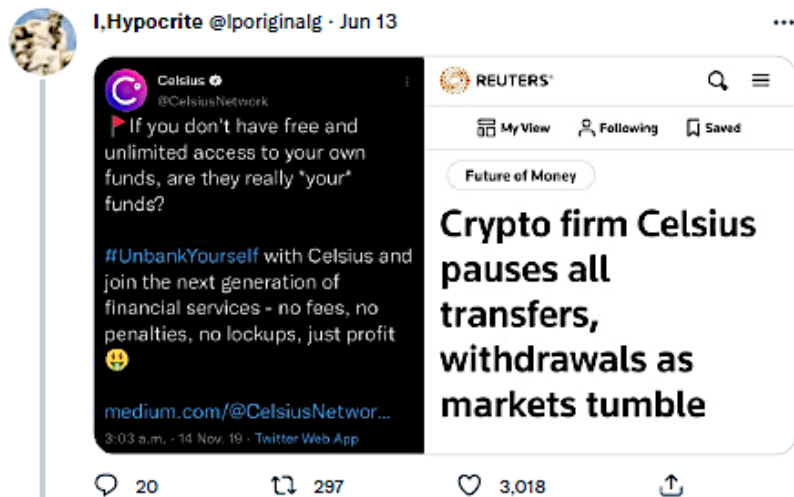 I,Hypocrite @lporiginalg · Jun 13
Celsius
@CelsiusNetwork
🚩If you don't have free and
unlimited access to your own
funds, are they really *your*
funds?
#UnbankYourself with Celsius and
join the next generation of
financial services - no fees, no
penalties, no lockups, just profit
🤑
medium.com/@CelsiusNetwor...
3:03 a.m. · 14 Nov. 19 · Twitter Web App
REUTERS®
My View Following Saved
Future of Money
Crypto firm Celsius
pauses all
transfers,
withdrawals as
markets tumble
20 297 3,018